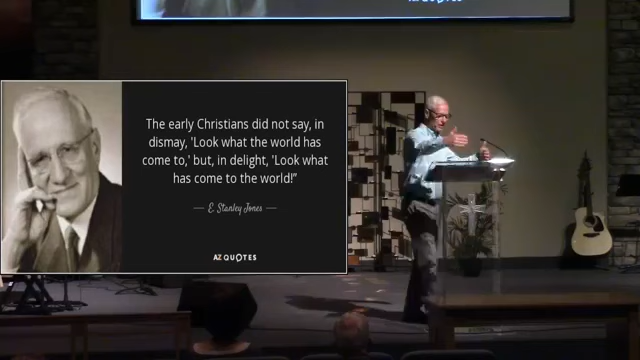 The early Christians did not say, in
dismay, 'Look what the world has
come to,' but, in delight, 'Look what
has come to the world!”
— E. Stanley Jones —
AZ QUOTES